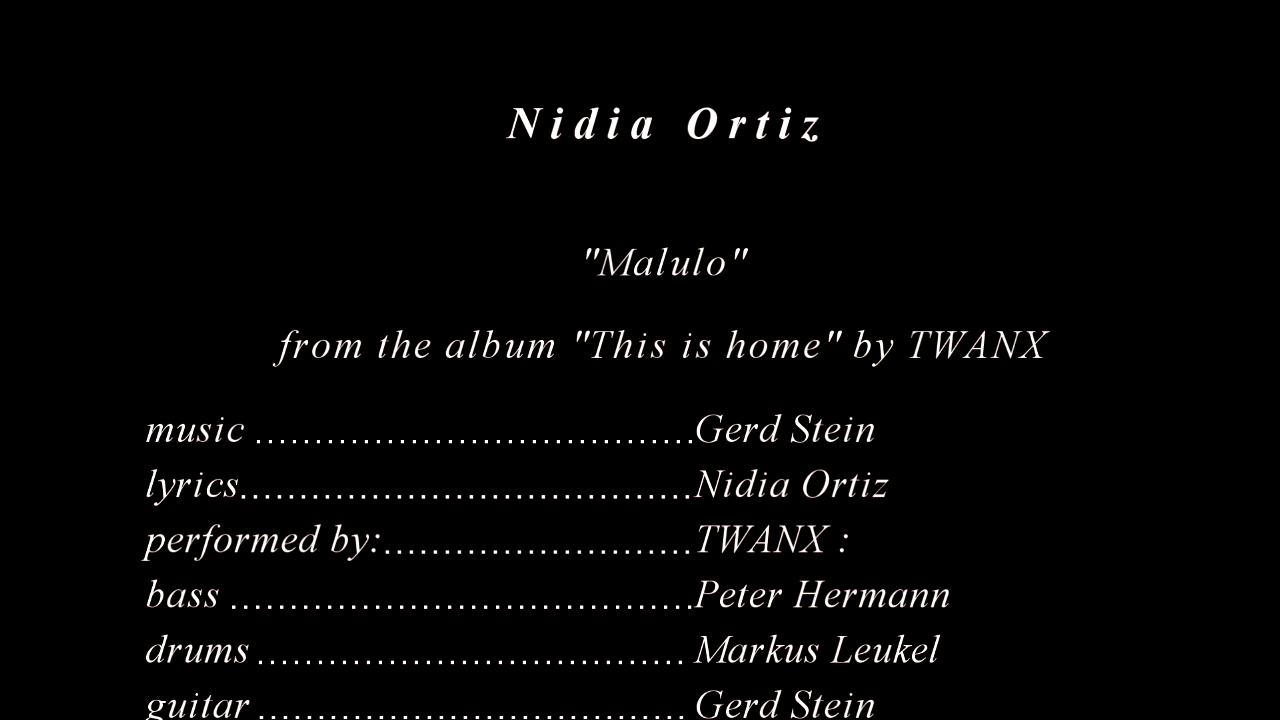 Nidia Ortiz
"Malulo"
from the album "This is home" by TWANX
music .....................................Gerd Stein
lyrics......................................Nidia Ortiz
performed by:..........................TWANX :
bass .......................................Peter Hermann
drums .................................... Markus Leukel
guitar .................................... Gerd Stein